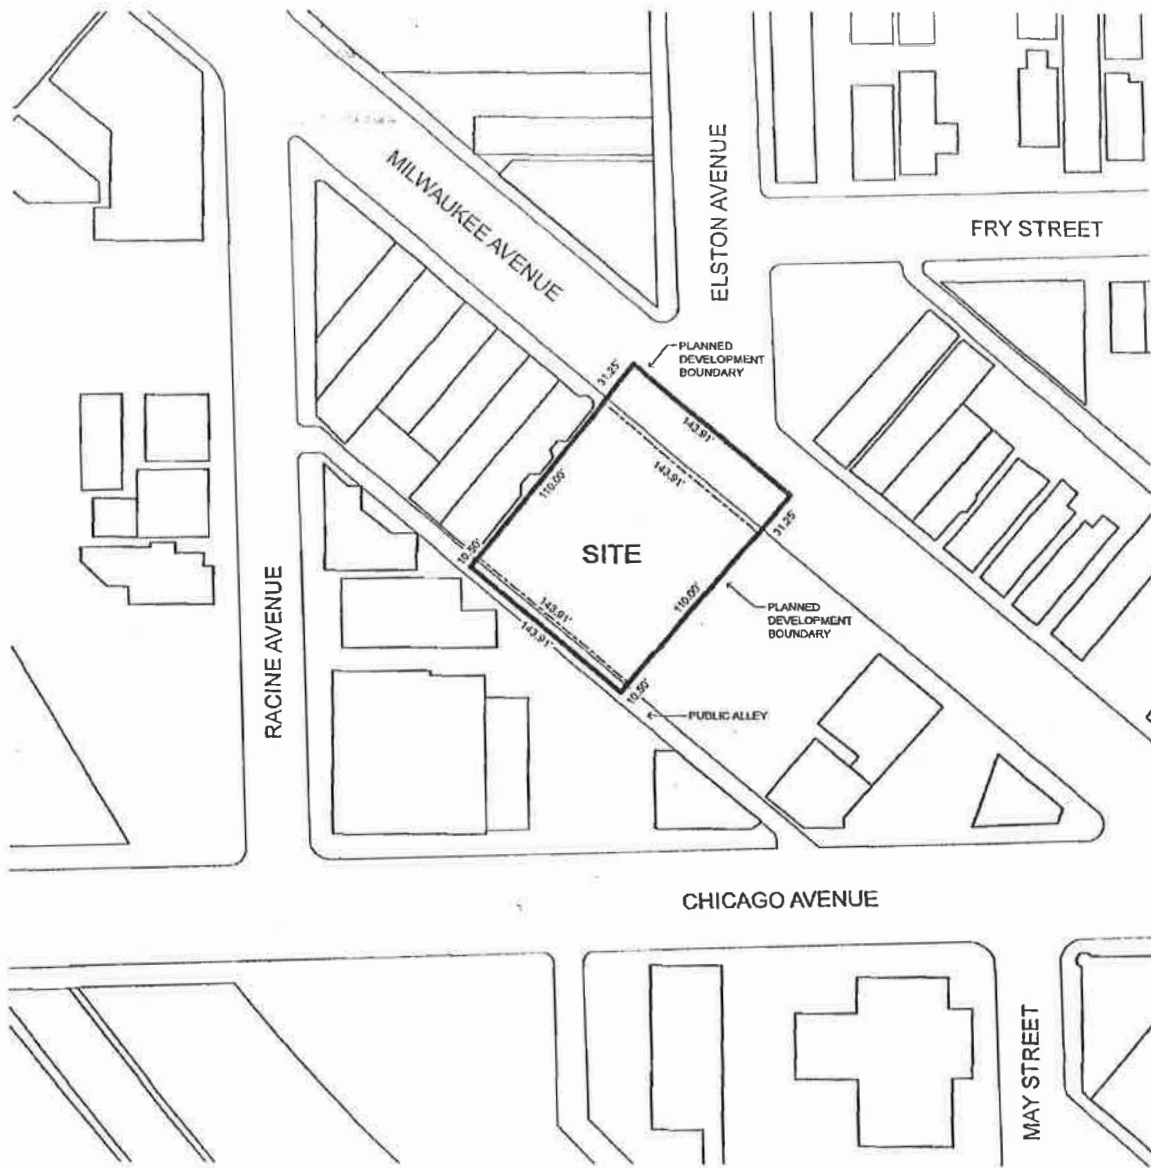 MILWAUKEE AVENUE
ELSTON AVENUE
FRY STREET
PLANNED
DEVELOPMENT
BOUNDARY
31.25'
143.91'
143.91'
110.00'
31.25'
SITE
10.50'
110.00'
PLANNED
DEVELOPMENT
BOUNDARY
143.91'
143.91'
10.50'
PUBLIC ALLEY
RACINE AVENUE
CHICAGO AVENUE
MAY STREET